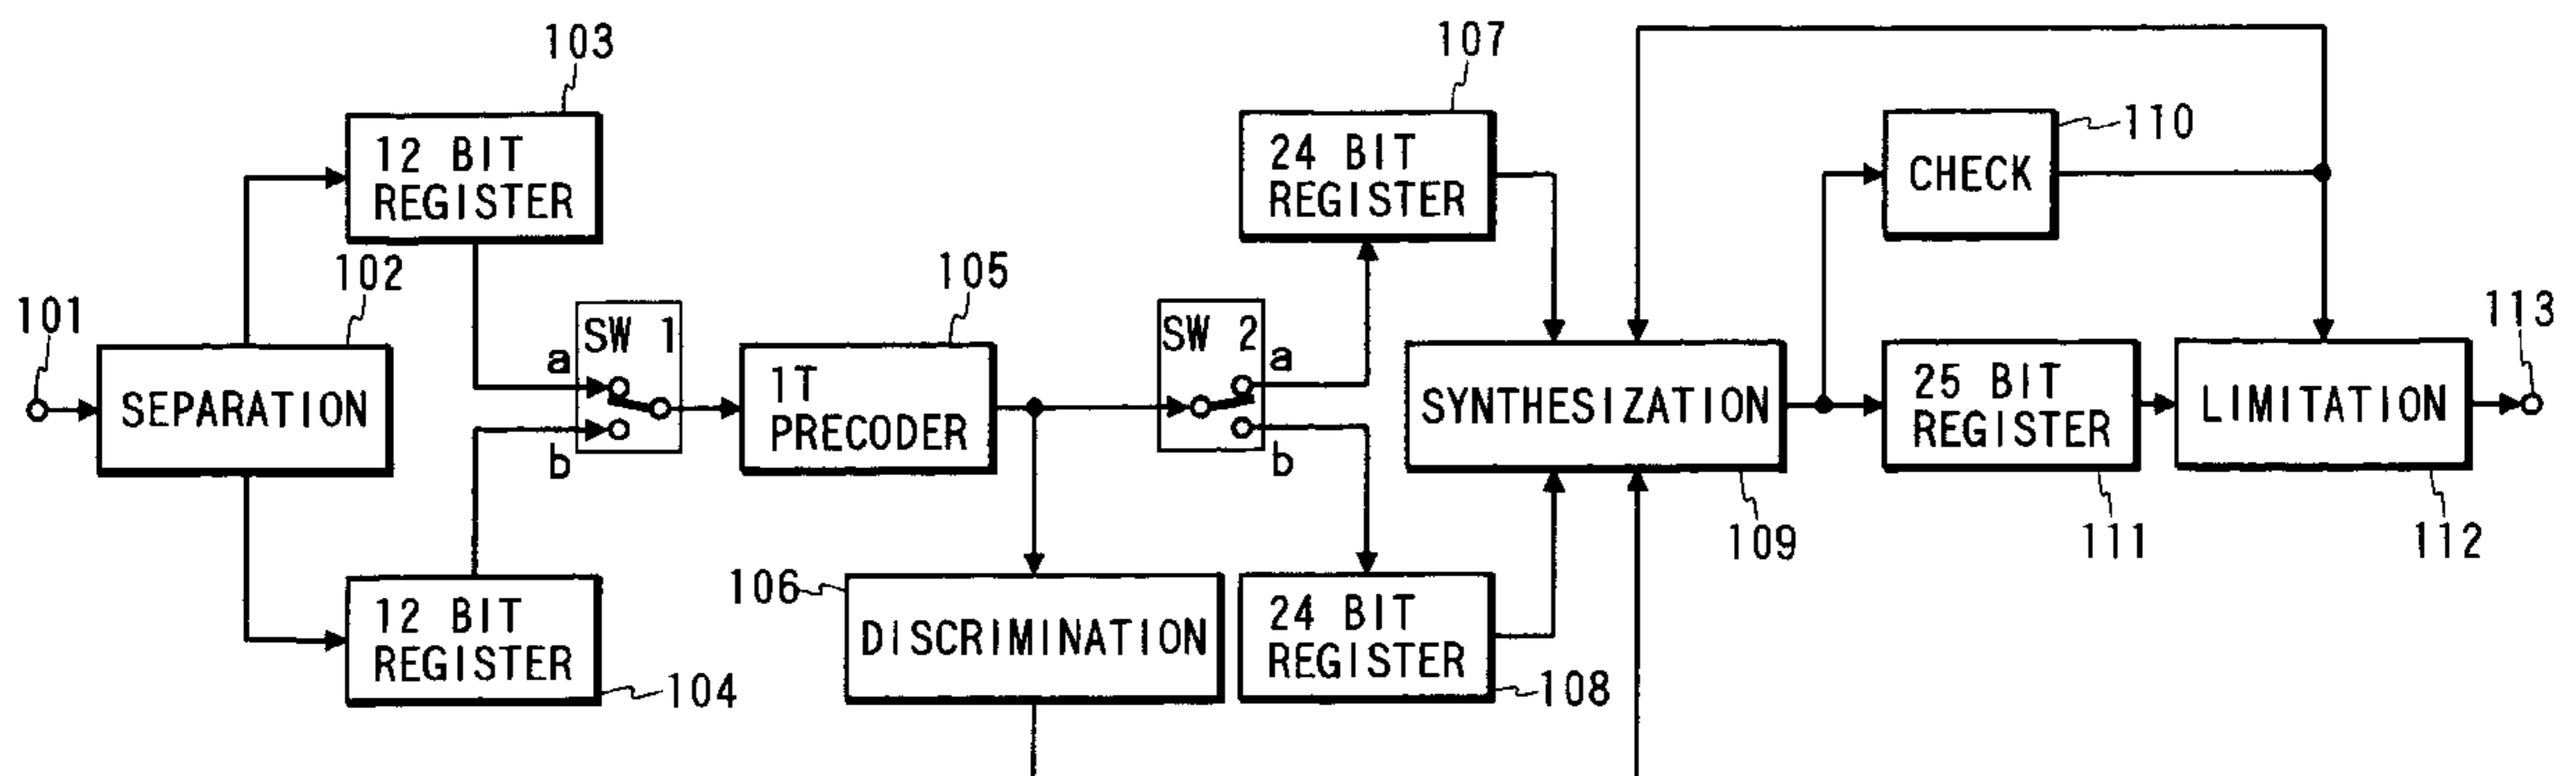 103
12 BIT
REGISTER
102
101
SEPARATION
12 BIT
REGISTER
104
SW 1
a
b
105
1T
PRECODER
106
DISCRIMINATION
SW 2
a
b
107
24 BIT
REGISTER
24 BIT
REGISTER
108
SYNTHESIZATION
109
CHECK
110
25 BIT
REGISTER
111
LIMITATION
112
113